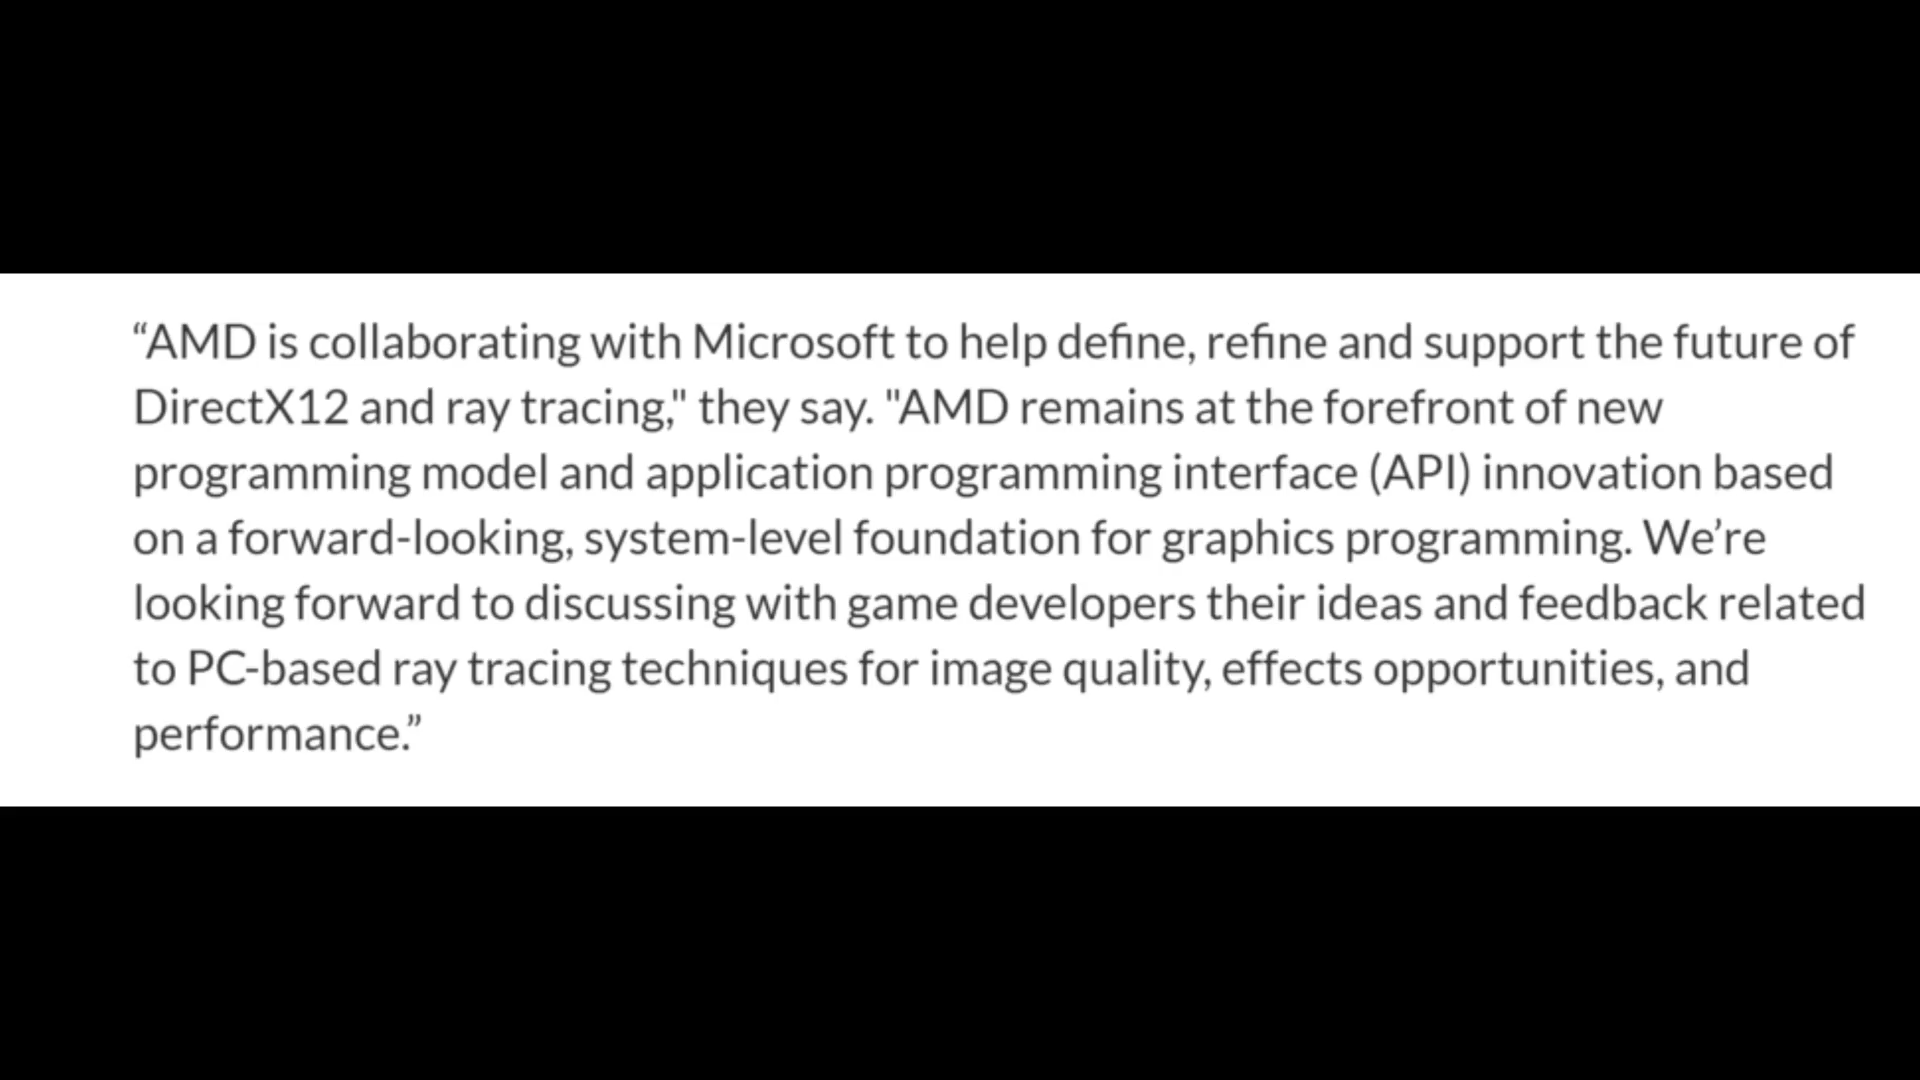 “AMD is collaborating with Microsoft to help define, refine and support the future of
DirectX12 and ray tracing," they say. "AMD remains at the forefront of new
programming model and application programming interface (API) innovation based
on a forward-looking, system-level foundation for graphics programming. We’re
looking forward to discussing with game developers their ideas and feedback related
to PC-based ray tracing techniques for image quality, effects opportunities, and
performance.”